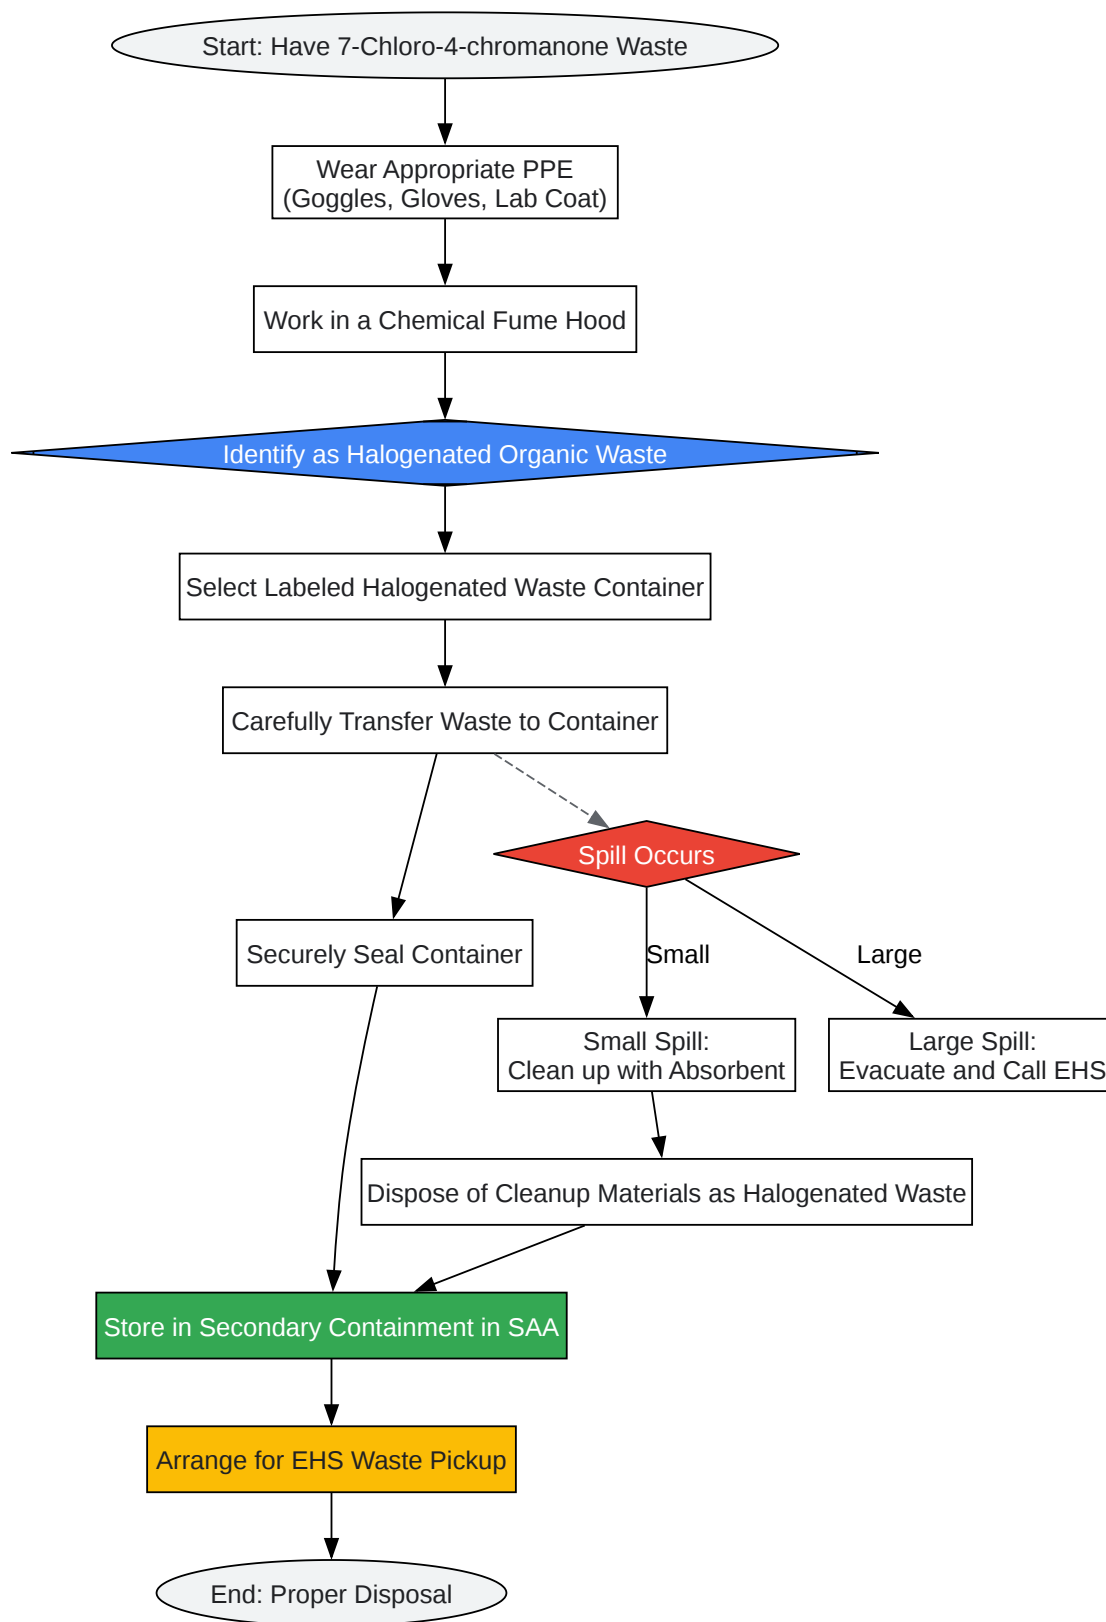 Start: Have 7-Chloro-4-chromanone Waste
Wear Appropriate PPE
(Goggles, Gloves, Lab Coat)
Work in a Chemical Fume Hood
Identify as Halogenated Organic Waste
Select Labeled Halogenated Waste Container
Carefully Transfer Waste to Container
Spill Occurs
Securely Seal Container
Small
Large
Small Spill:
Clean up with Absorbent
Large Spill:
Evacuate and Call EHS
Dispose of Cleanup Materials as Halogenated Waste
Store in Secondary Containment in SAA
Arrange for EHS Waste Pickup
End: Proper Disposal